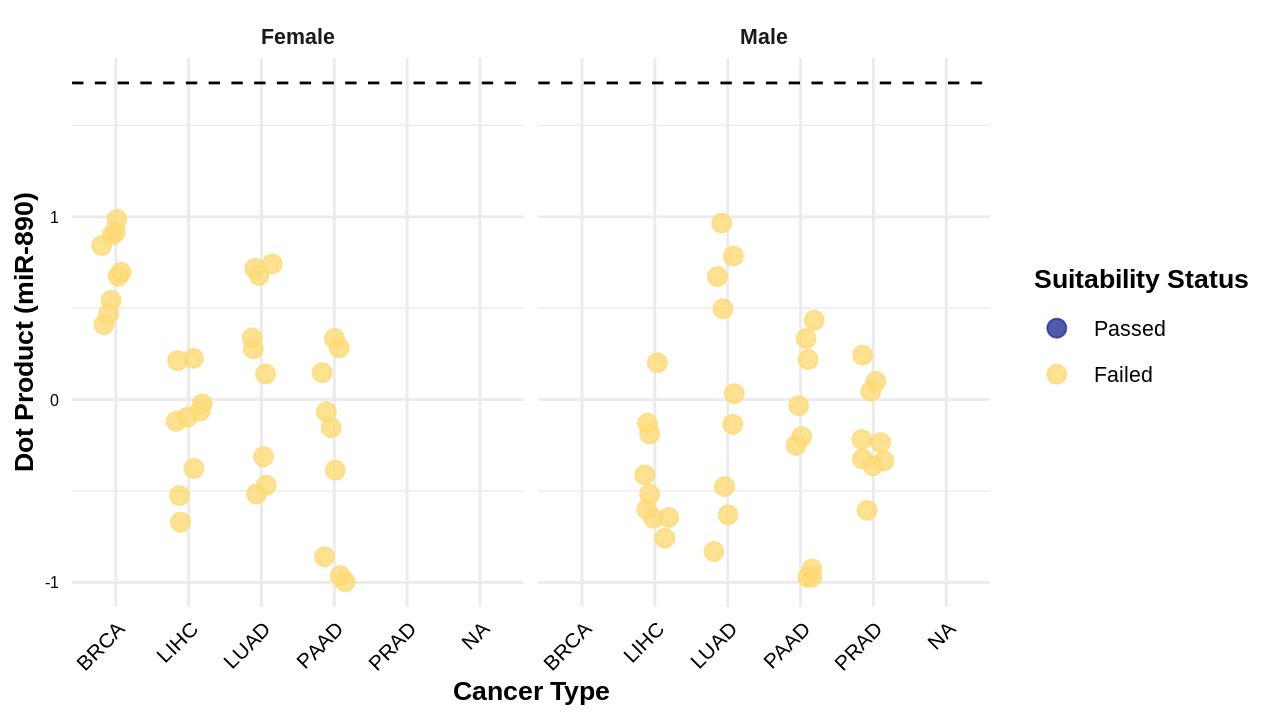 Female
Male
Dot Product (miR-890)
1
0
-1
BRCA
LIHC
LUAD
PAAD
PRAD
NA
BRCA
LIHC
LUAD
PAAD
PRAD
NA
Cancer Type
Suitability Status
Passed
Failed